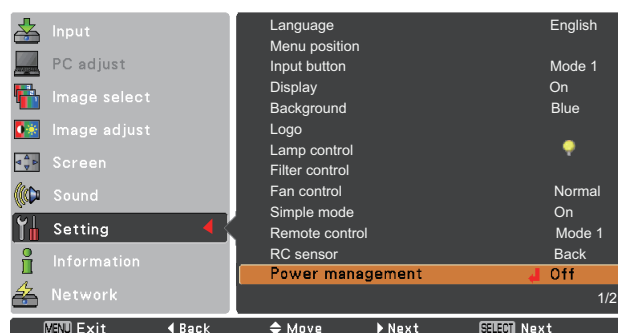 Input
PC adjust
Image select
Image adjust
Screen
Sound
Setting
Information
Network
Language English
Menu position
Input button Mode 1
Display On
Background Blue
Logo
Lamp control
Filter control
Fan control Normal
Simple mode On
Remote control Mode 1
RC sensor Back
Power management Off
1/2
MENU Exit Back Move Next SELECT Next